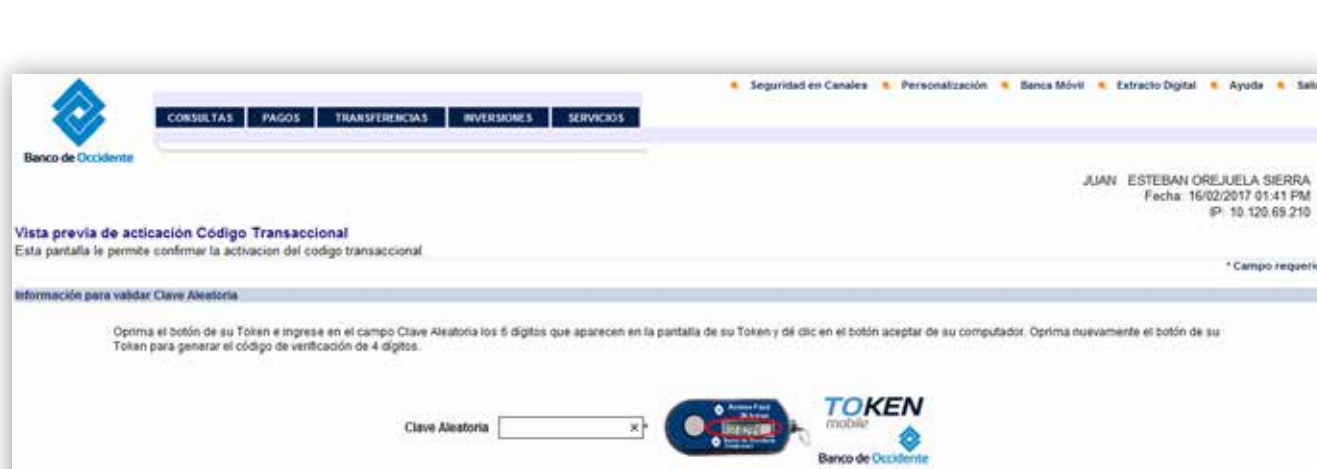 Seguridad en Canales Personalización Banca Móvil Extracto Digital Ayuda
CONSULTAS PAGOS TRANSFERENCIAS INVERSIONES SERVICIOS
Banco de Occidente
JUAN ESTEBAN OREJUELA SIERRA
Fecha: 16/02/2017 01:41 PM
IP: 10.120.69.210
Vista previa de acticación Código Transaccional
Esta pantalla le permite confirmar la activacion del codigo transaccional
* Campo requeri
Información para validar Clave Aleatoria
Oprima el botón de su Token e ingrese en el campo Clave Aleatoria los 6 dígitos que aparecen en la pantalla de su Token y dé clic en el botón aceptar de su computador. Oprima nuevamente el botón de su
Token para generar el código de verificación de 4 dígitos.
Clave Aleatoria
*
TOKEN
mobile
Banco de Occidente